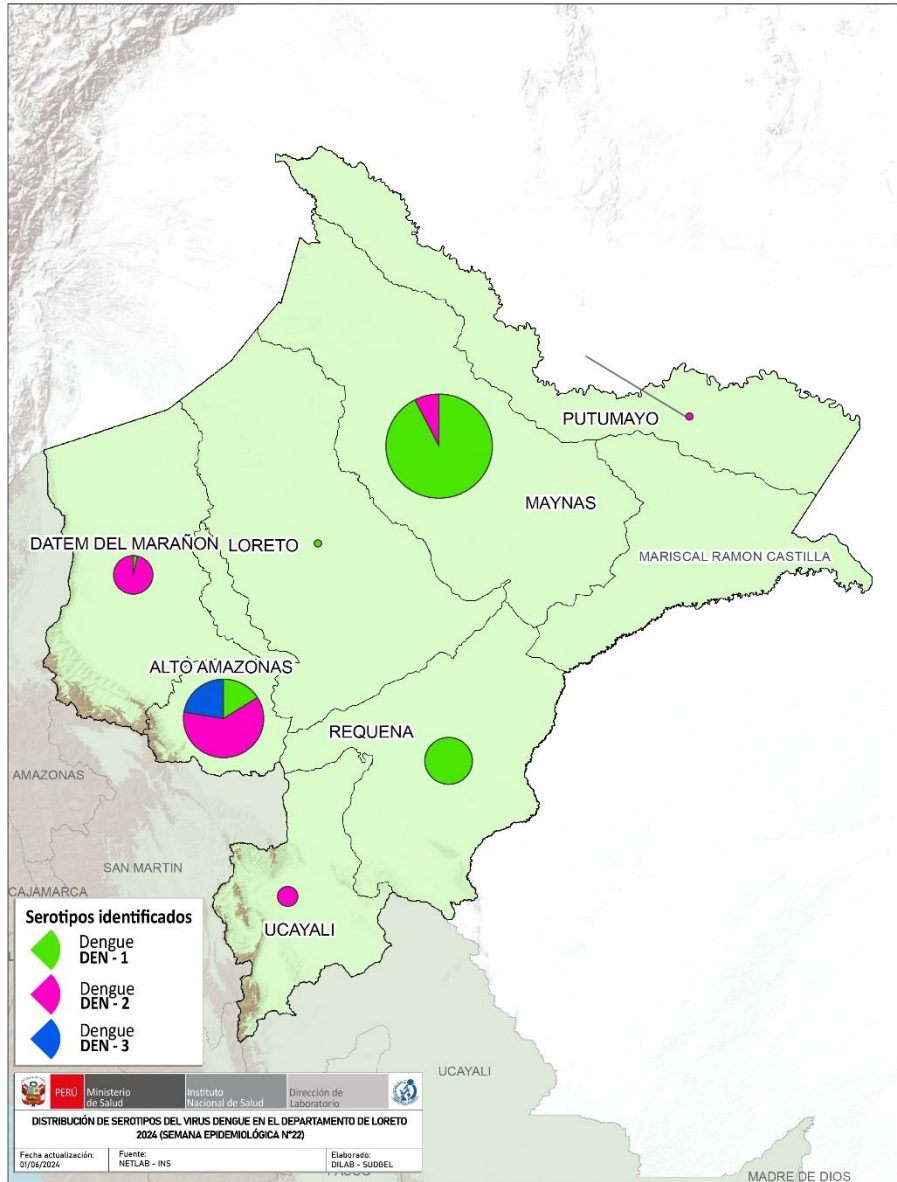 PUTUMAYO
MAYNAS
DATEM DEL MARAÑON
LORETO
MARISCAL RAMON CASTILLA
ALTO AMAZONAS
REQUENA
AMAZONAS
SAN MARTIN
CAJAMARCA
UCAYALI
Serotipos identificados
Dengue
DEN - 1
Dengue
DEN - 2
Dengue
DEN - 3
UCAYALI
PERÚ
Ministerio
de Salud
Instituto
Nacional de Salud
Dirección de
Laboratorio
DISTRIBUCIÓN DE SEROTIPOS DEL VIRUS DENGUE EN EL DEPARTAMENTO DE LORETO
2024 (SEMANA EPIDEMIOLÓGICA N°22)
Fecha actualización:
01/06/2024
Fuente:
NETLAB - INS
Elaborado:
DILAB - SUDGEL
MADRE DE DIOS